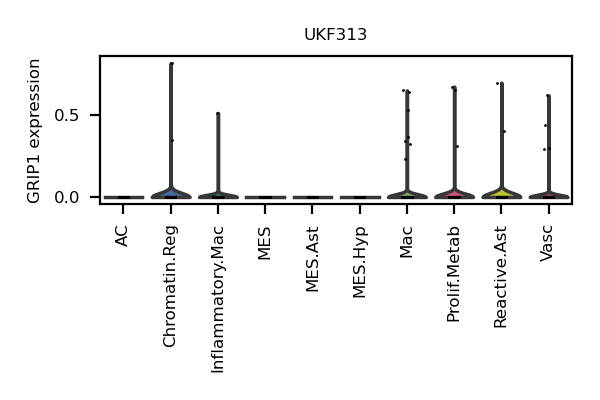 UKF313
GRIP1 expression
0.5
0.0
AC
Chromatin.Reg
Inflammatory.Mac
MES
MES.Ast
MES.Hyp
Mac
Prolif.Metab
Reactive.Ast
Vasc